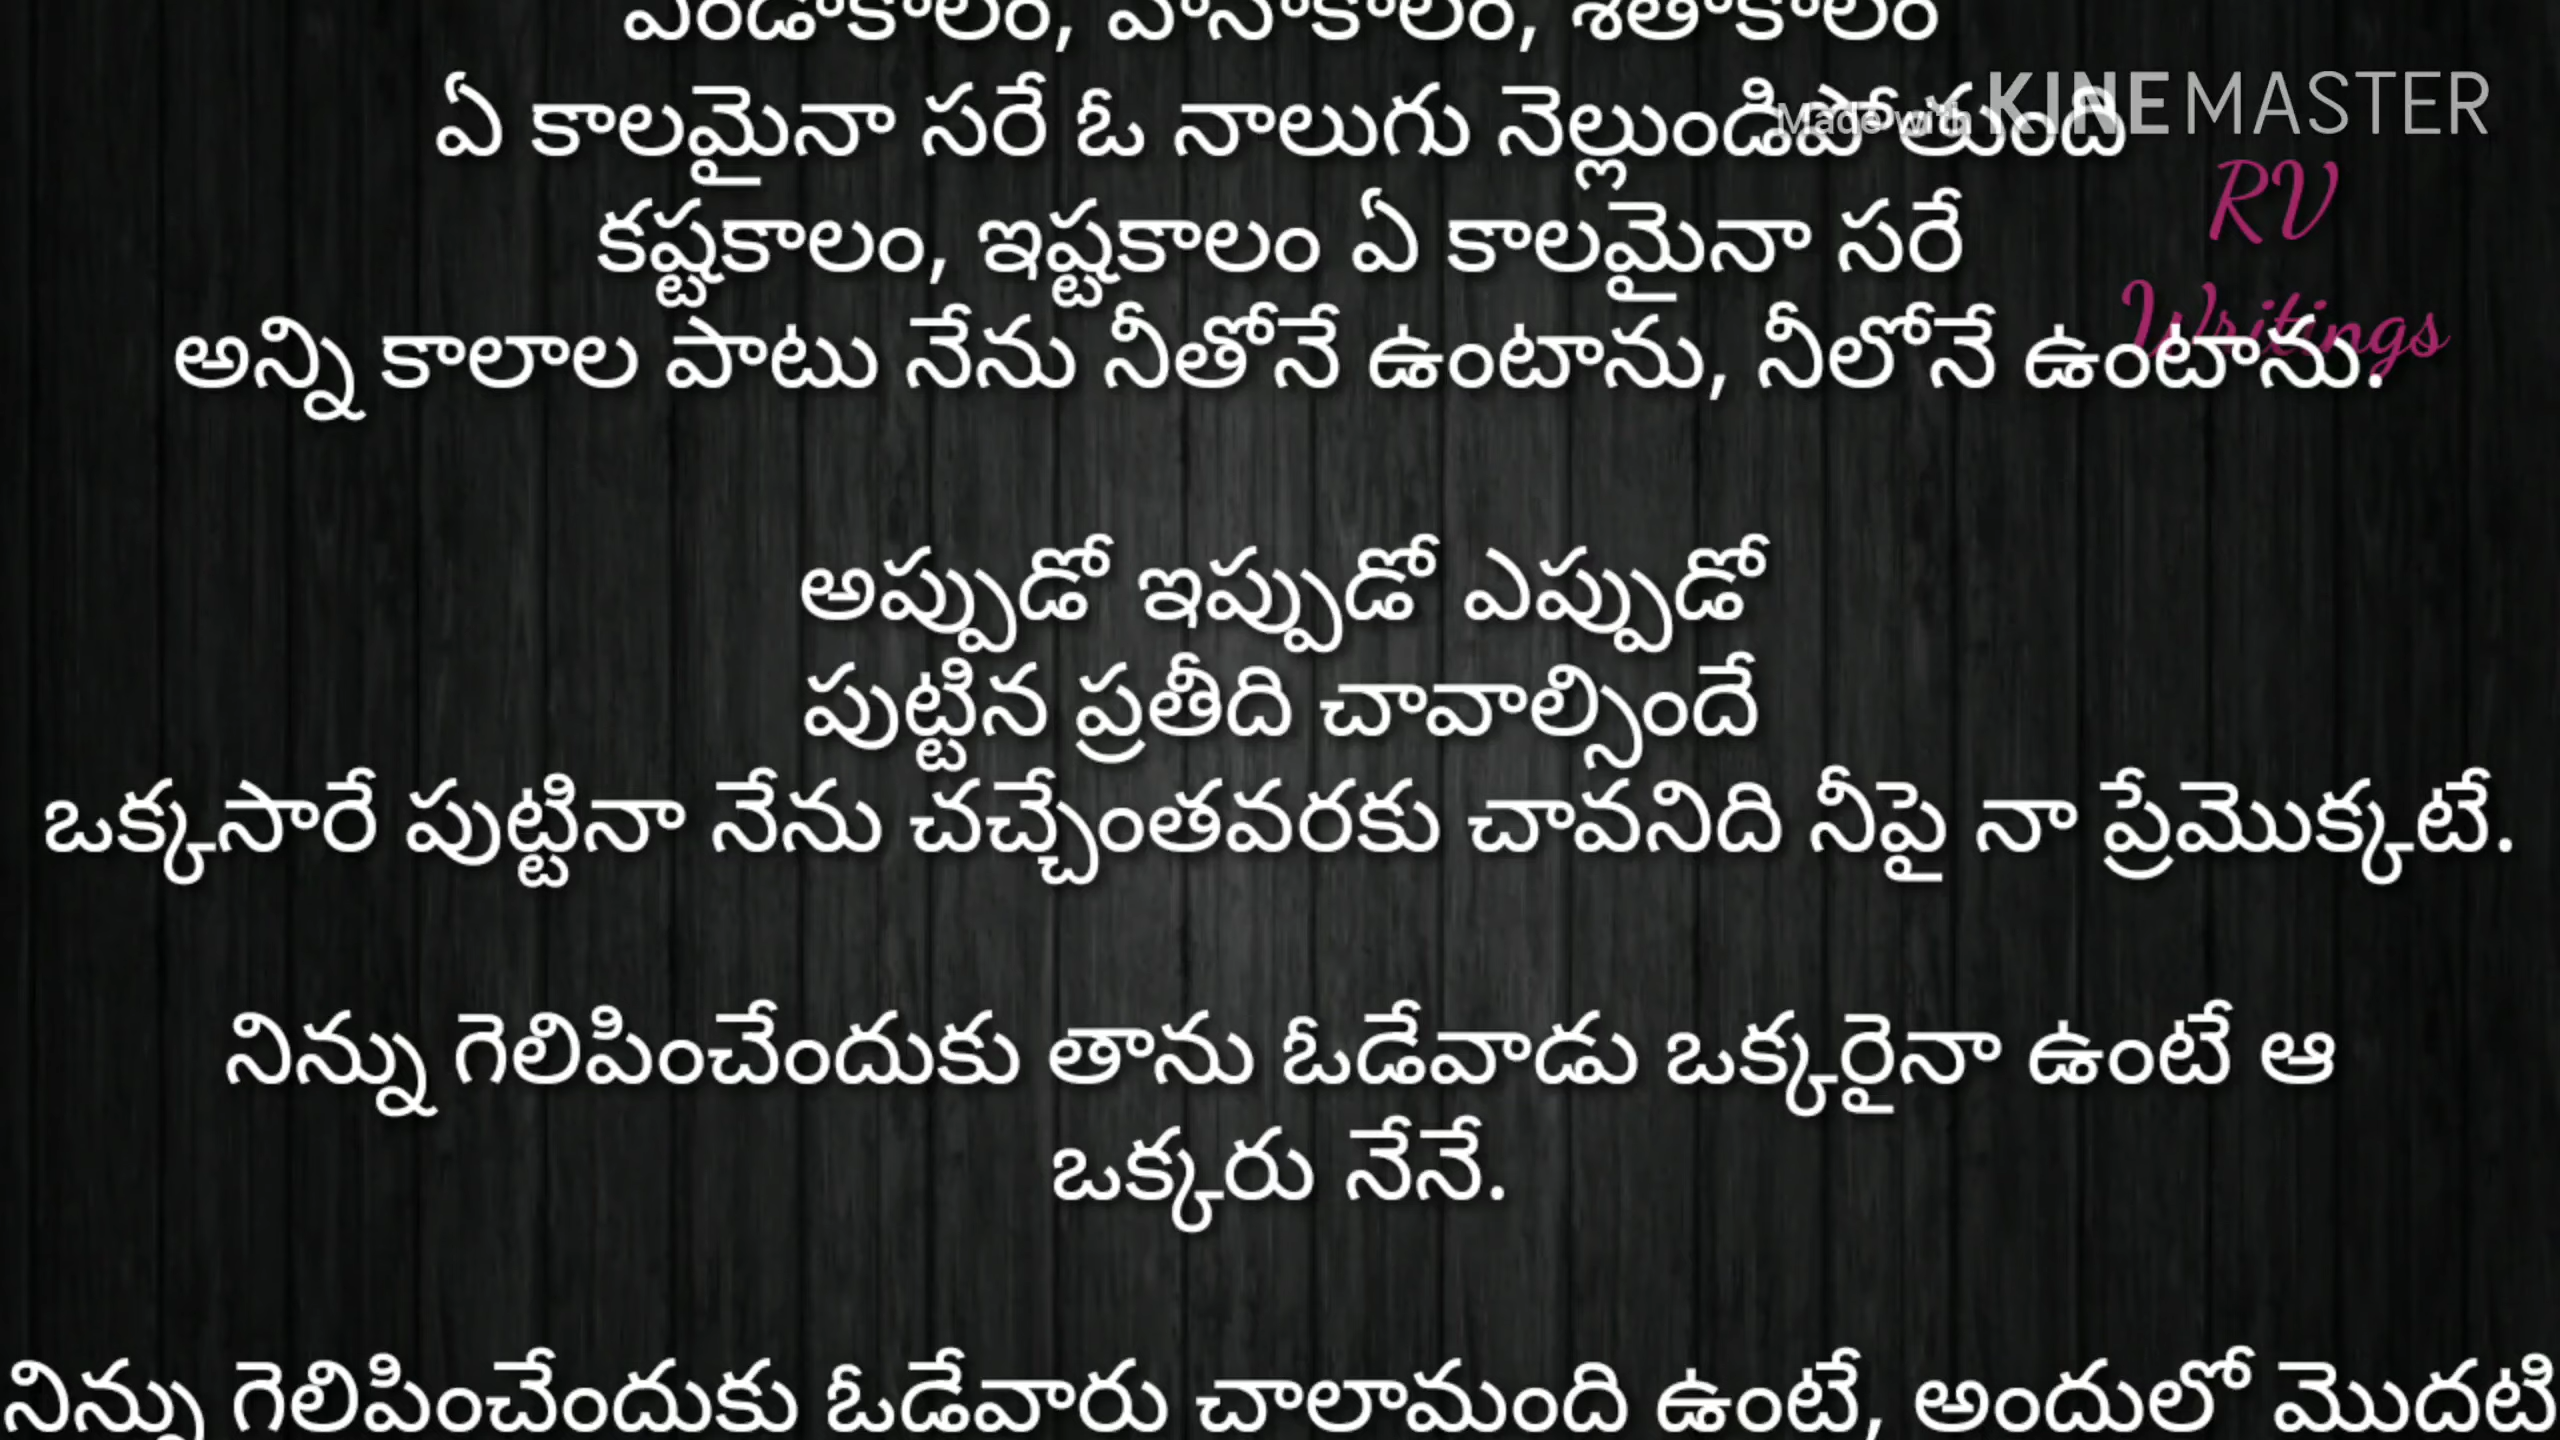 ఎండాకాలం, వానాకాలం, శీతాకాలం
ఏ కాలమైనా సరే ఓ నాలుగు నెల్లుండిపోతుంది
Made with KINEMASTER
RV
కష్టకాలం, ఇష్టకాలం ఏ కాలమైనా సరే
Writings
అన్ని కాలాల పాటు నేను నీతోనే ఉంటాను, నీలోనే ఉంటాను.
అప్పుడో ఇప్పుడో ఎప్పుడో
పుట్టిన ప్రతీది చావాల్సిందే
ఒక్కసారే పుట్టినా నేను చచ్చేంతవరకు చావనిది నీపై నా ప్రేమొక్కటే.
నిన్ను గెలిపించేందుకు తాను ఓడేవాడు ఒక్కరైనా ఉంటే ఆ
ఒక్కరు నేనే.
నిన్ను గెలిపించేందుకు ఓడేవారు చాలామంది ఉంటే, అందులో మొదటి